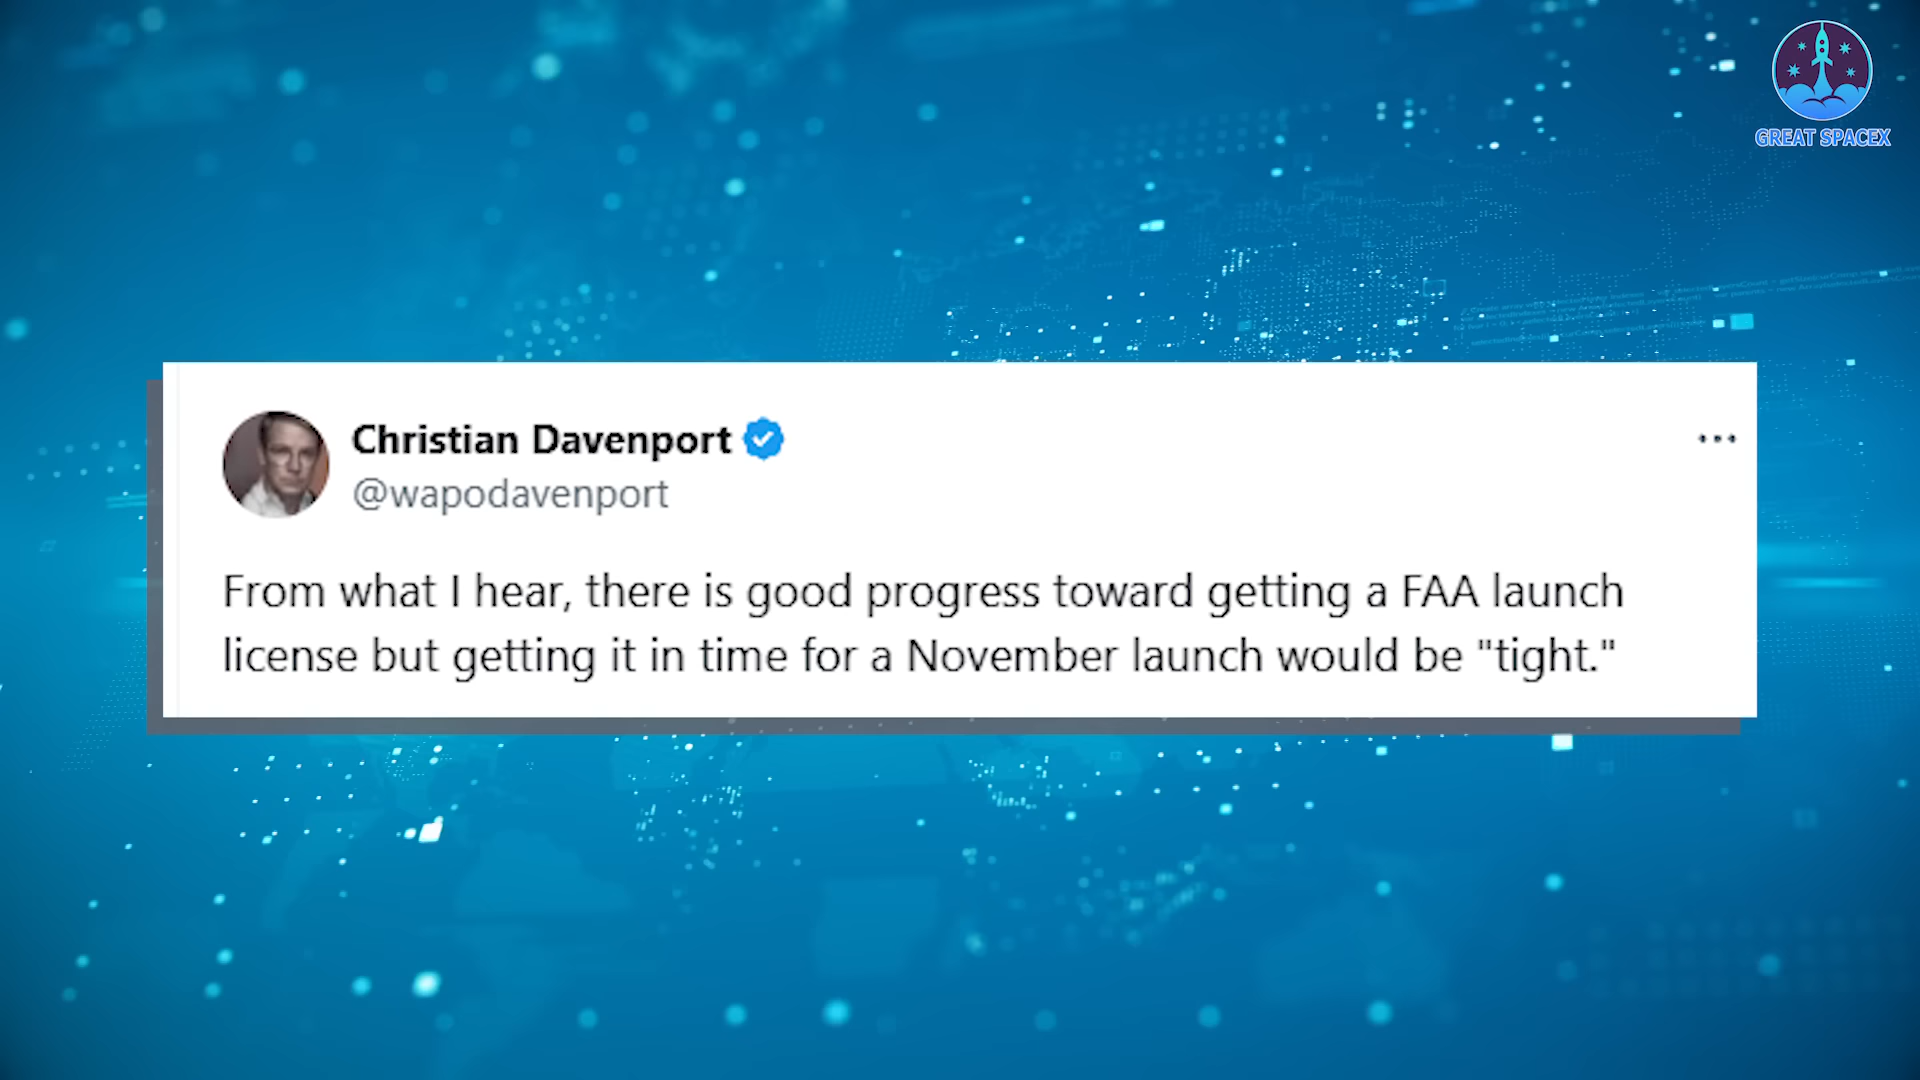 GREAT SPACEX
Christian Davenport
@wapodavenport
From what I hear, there is good progress toward getting a FAA launch
license but getting it in time for a November launch would be "tight."